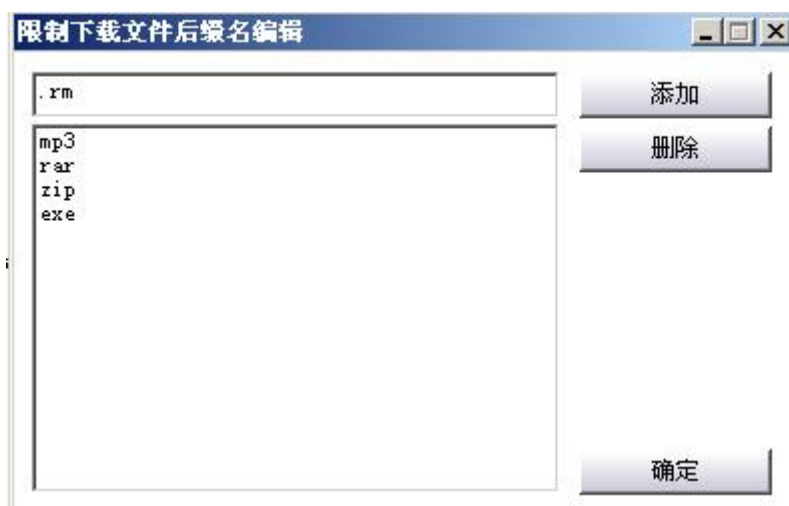 限制下载文件后缀名编辑
.rm
添加
mp3
rar
zip
exe
删除
确定